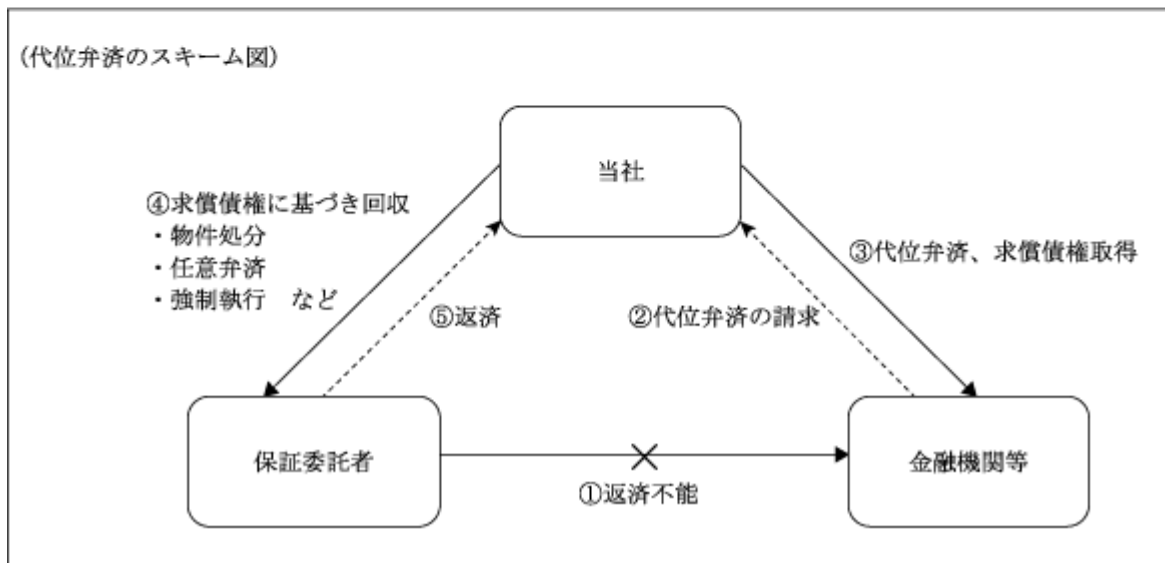 (代位弁済のスキーム図)
当社
④求償債権に基づき回収
・物件処分
・任意弁済
・強制執行　など
③代位弁済、求償債権取得
⑤返済
②代位弁済の請求
保証委託者
金融機関等
①返済不能